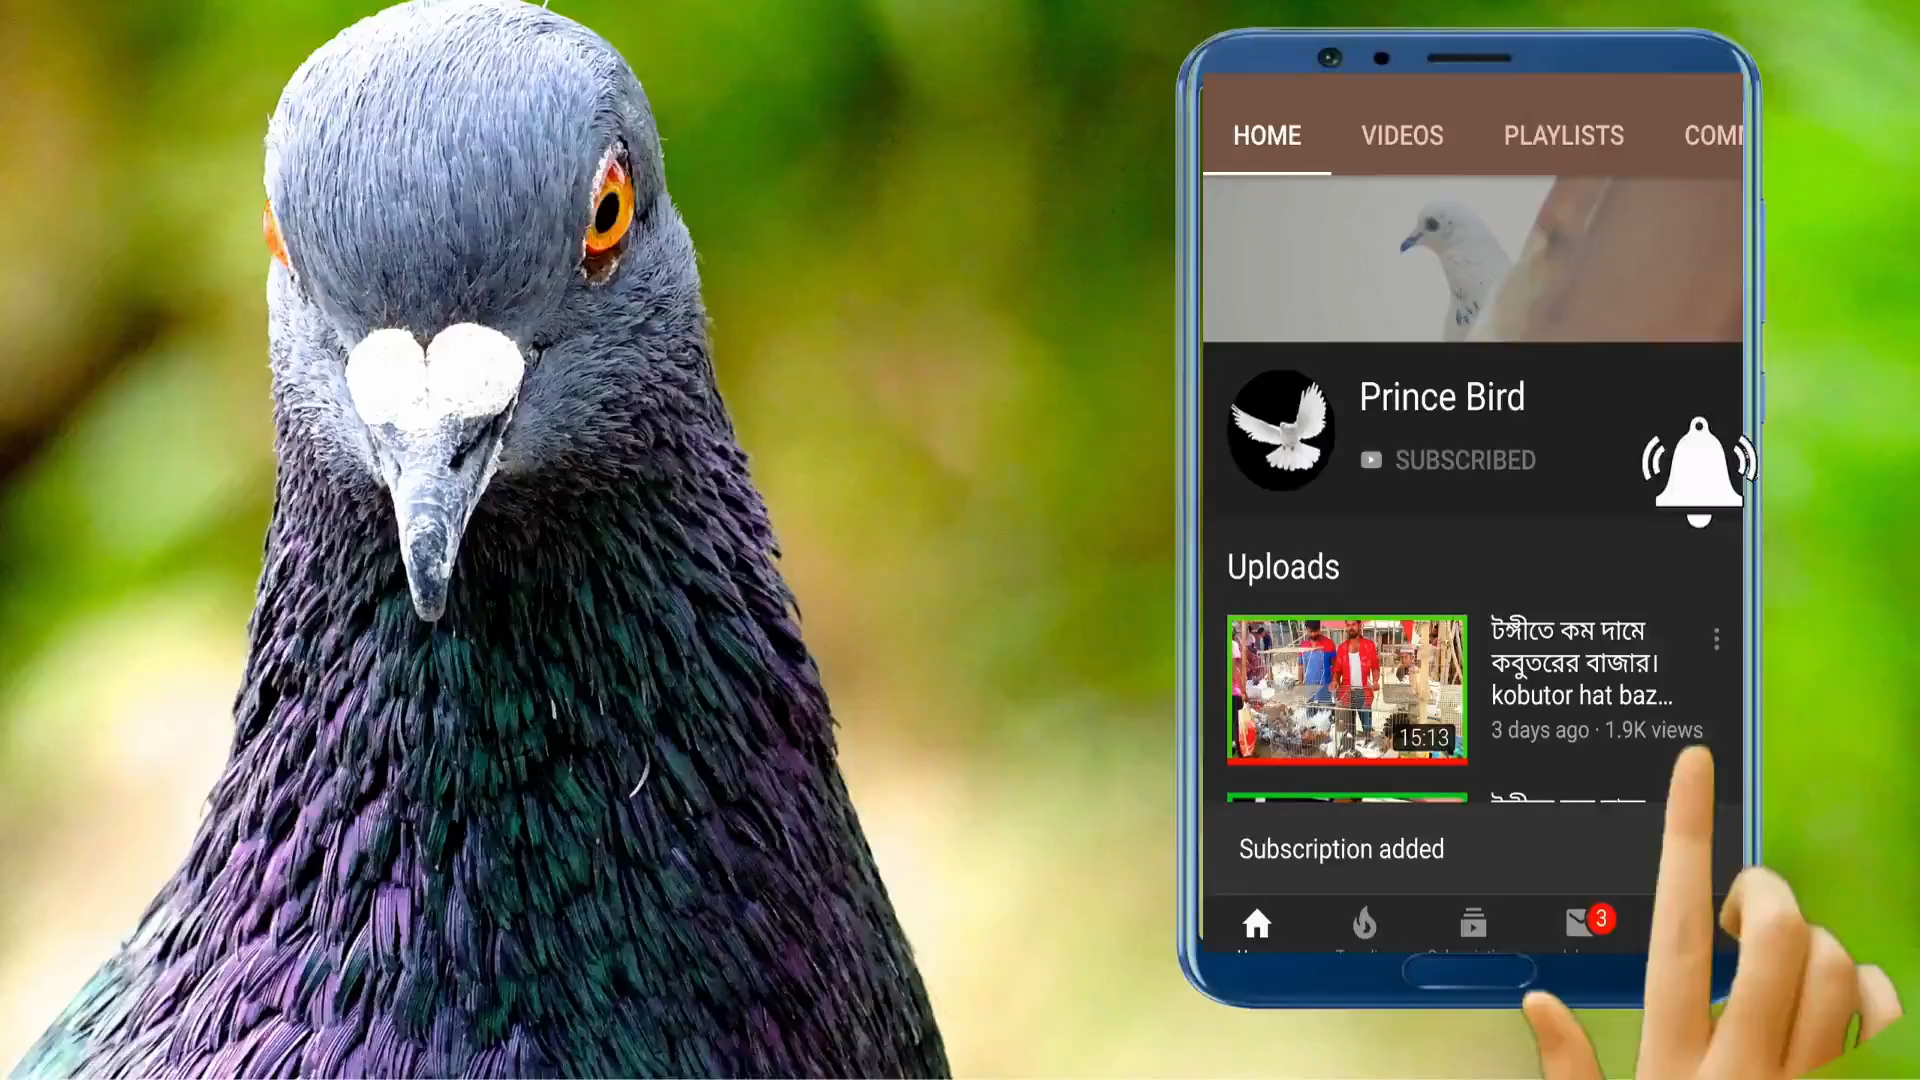 HOME VIDEOS PLAYLISTS
Prince Bird
SUBSCRIBED
Uploads
টঙ্গীতে কম দামে
কবুতরের বাজার।
kobutor hat baz...
3 days ago · 1.9K views
15:13
Subscription added
3